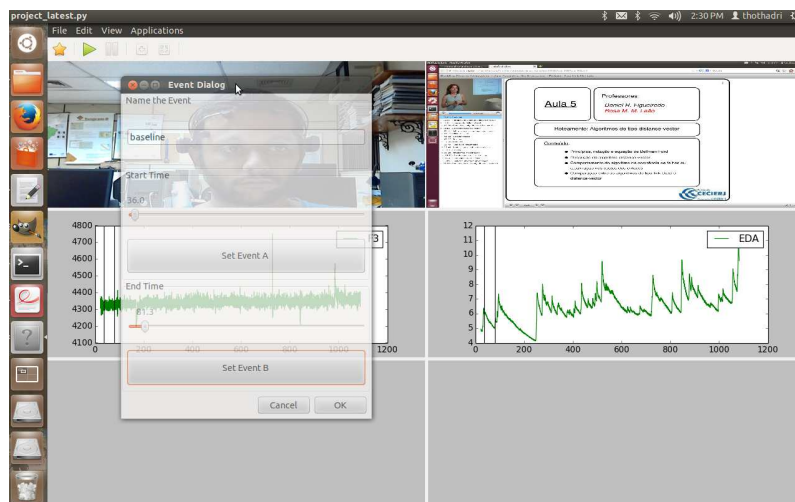 project_latest.py
2:30 PM
thothadri
File Edit View Applications
Event Dialog
Name the Event
baseline
Start Time
36.0
Set Event A
End Time
81.3
Set Event B
Cancel OK
Aula 5
Professores
Daniel R. Figueiredo
Rosa M. M. Leão
Roteamento: Algoritmos de tipo distance vector
Conteúdo:
CECIERJ
F3
4800
4700
4600
4500
4400
4300
4200
4100
0 200 400 600 800 1000 1200
EDA
12
11
10
9
8
7
6
5
4
0 200 400 600 800 1000 1200